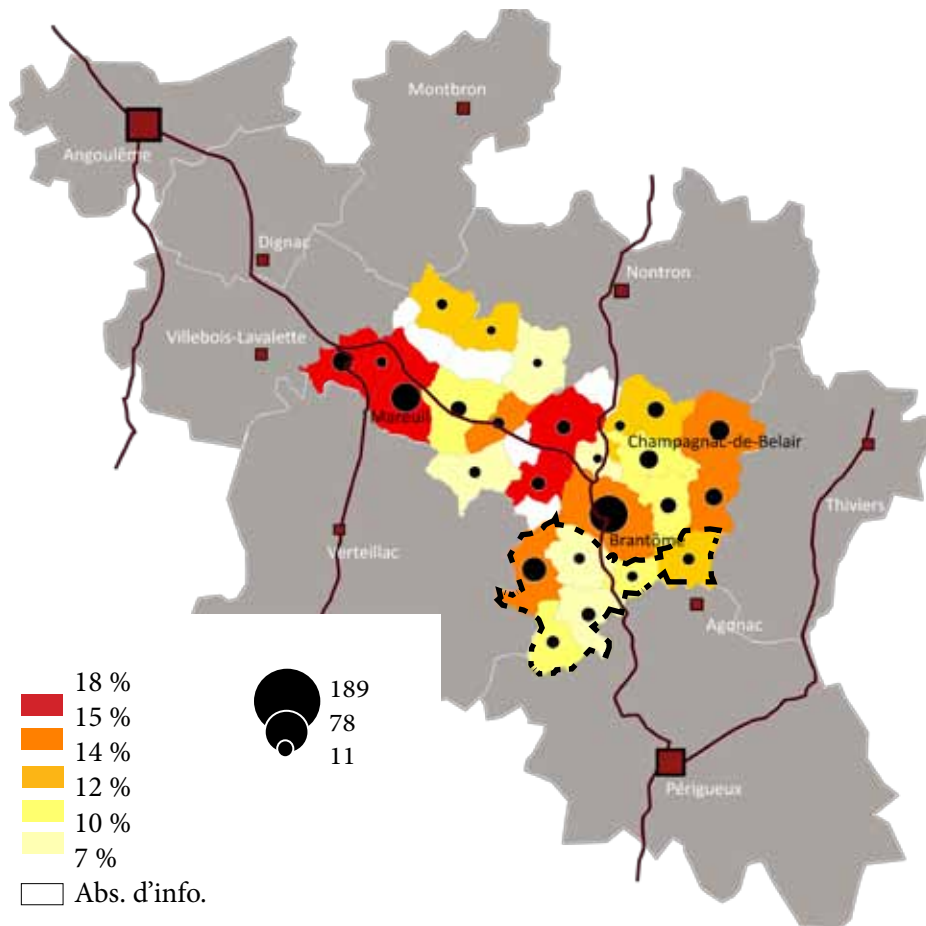 Montbron
Angoulême
Dignac
Nontron
Villebois-Lavalette
Mareuil
Champagnac-de-Belair
Thiviers
Verteillac
Brantôme
Agonac
Périgueux
18 %
15 %
14 %
12 %
10 %
7 %
Abs. d'info.
189
78
11